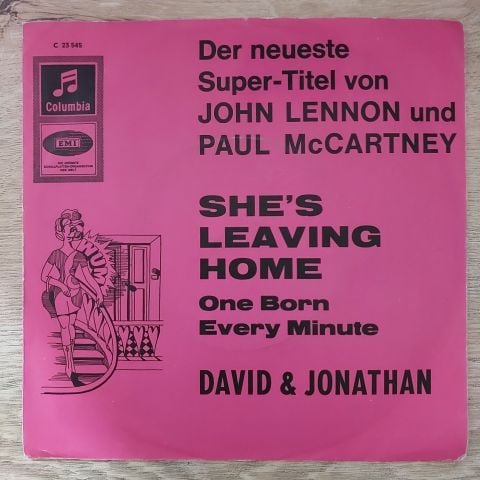 C 23 545
Columbia
EMI
Der neueste
Super-Titel von
JOHN LENNON und
PAUL McCARTNEY
SHE'S
LEAVING
HOME
One Born
Every Minute
DAVID & JONATHAN